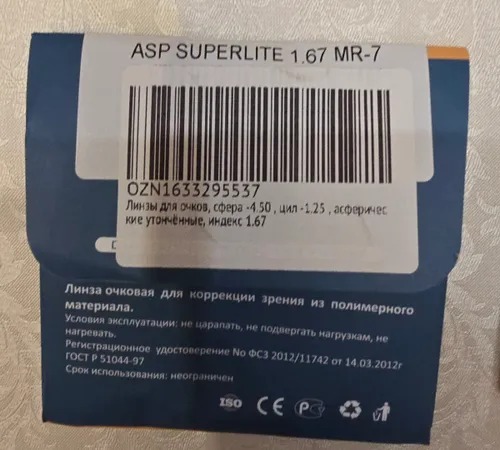 ASP SUPERLITE 1.67 MR-7
OZN1633295537
Линзы для очков, сфера -4.50 , цил -1.25 , асферичес
кие утончённые, индекс 1.67
Линза очковая для коррекции зрения из полимерного
материала.
Условия эксплуатации: не царапать, не подвергать нагрузкам, не
нагревать.
Регистрационное удостоверение No ФСЗ 2012/11742 от 14.03.2012г
ГОСТ Р 51044-97
Срок использования: неограничен
ISO CE